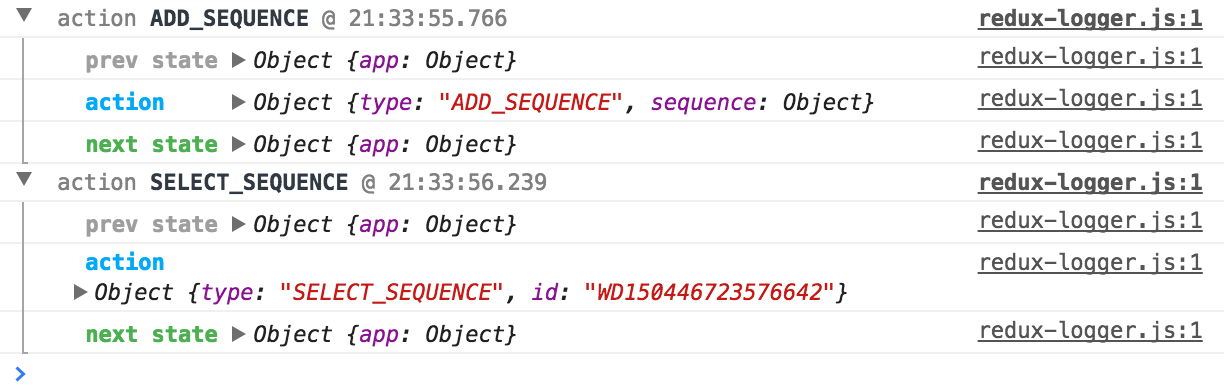 ▼ action ADD_SEQUENCE @ 21:33:55.766 redux-logger.js:1
prev state ▶ Object {app: Object} redux-logger.js:1
action ▶ Object {type: "ADD_SEQUENCE", sequence: Object} redux-logger.js:1
next state ▶ Object {app: Object} redux-logger.js:1
▼ action SELECT_SEQUENCE @ 21:33:56.239 redux-logger.js:1
prev state ▶ Object {app: Object} redux-logger.js:1
action redux-logger.js:1
▶ Object {type: "SELECT_SEQUENCE", id: "WD150446723576642"}
next state ▶ Object {app: Object} redux-logger.js:1
>